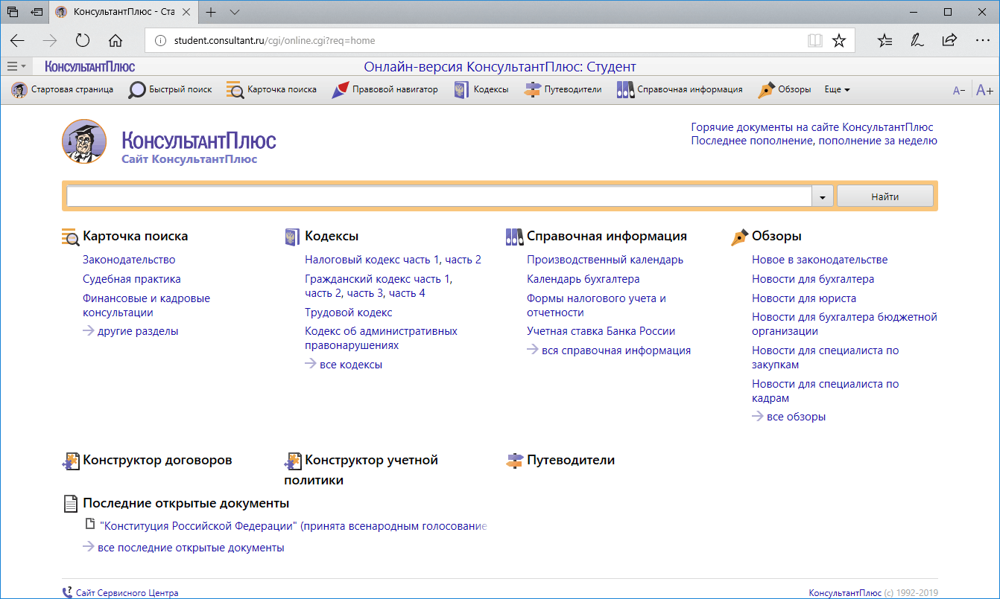 КонсультантПлюс - Ста
student.consultant.ru/cgi/online.cgi?req=home
КонсультантПлюс
Онлайн-версия КонсультантПлюс: Студент
Стартовая страница
Быстрый поиск
Карточка поиска
Правовой навигатор
Кодексы
Путеводители
Справочная информация
Обзоры
Еще
А−
А+
КонсультантПлюс
Сайт КонсультантПлюс
Горячие документы на сайте КонсультантПлюс
Последнее пополнение, пополнение за неделю
Найти
Карточка поиска
Законодательство
Судебная практика
Финансовые и кадровые
консультации
другие разделы
Кодексы
Налоговый кодекс часть 1, часть 2
Гражданский кодекс часть 1,
часть 2, часть 3, часть 4
Трудовой кодекс
Кодекс об административных
правонарушениях
все кодексы
Справочная информация
Производственный календарь
Календарь бухгалтера
Формы налогового учета и
отчетности
Учетная ставка Банка России
вся справочная информация
Обзоры
Новое в законодательстве
Новости для бухгалтера
Новости для юриста
Новости для бухгалтера бюджетной
организации
Новости для специалиста по
закупкам
Новости для специалиста по
кадрам
все обзоры
Конструктор договоров
Конструктор учетной
политики
Путеводители
Последние открытые документы
"Конституция Российской Федерации" (принята всенародным голосование
все последние открытые документы
Сайт Сервисного Центра
КонсультантПлюс (c) 1992-2019